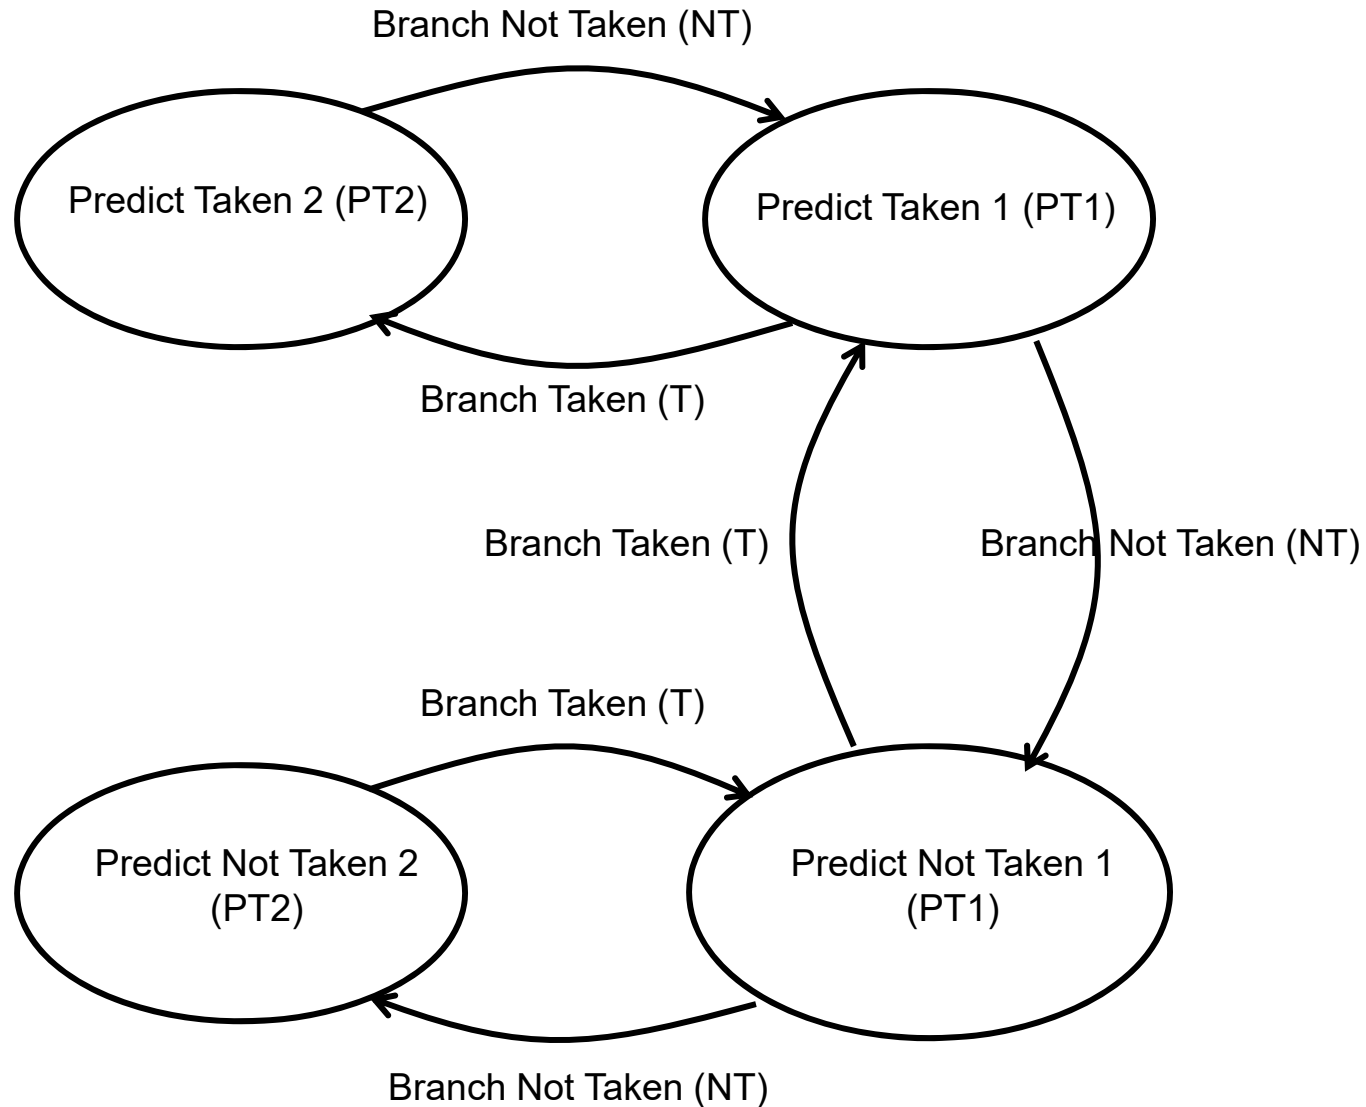 Branch Not Taken (NT)
Predict Taken 2 (PT2)
Predict Taken 1 (PT1)
Branch Taken (T)
Branch Taken (T)
Branch Not Taken (NT)
Branch Taken (T)
Predict Not Taken 2
(PT2)
Predict Not Taken 1
(PT1)
Branch Not Taken (NT)